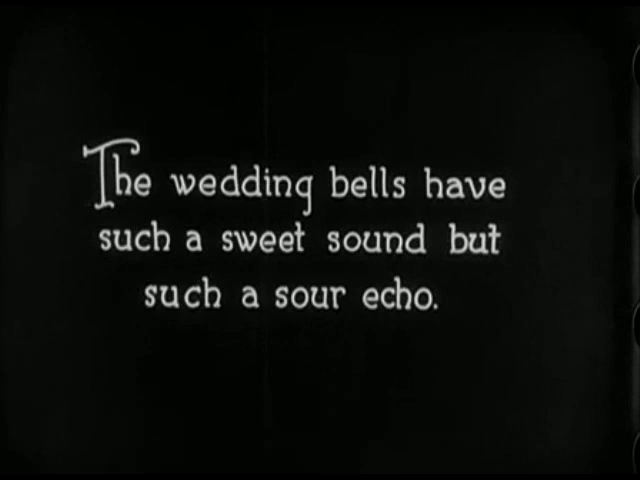 The wedding bells have
such a sweet sound but
such a sour echo.